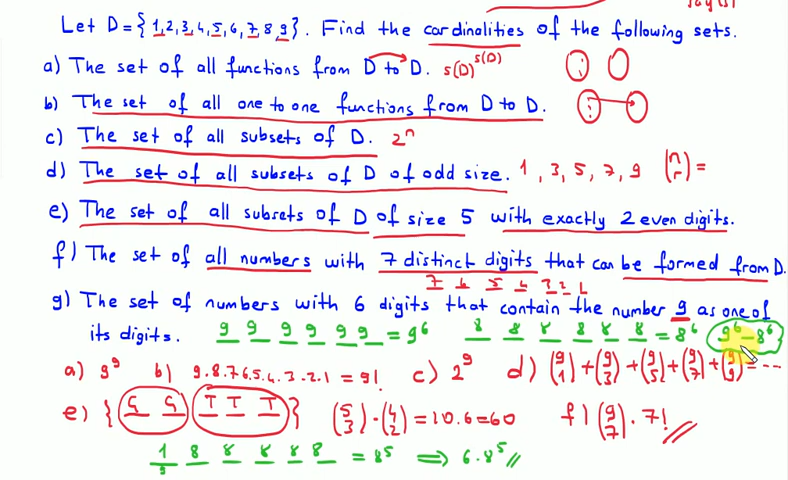 Let D={1,2,3,4,5,6,7,8,9}. Find the cardinalities of the following sets.
a) The set of all functions from D to D. s(D)^s(D)
b) The set of all one to one functions from D to D.
c) The set of all subsets of D. 2^n
d) The set of all subsets of D of odd size. 1, 3, 5, 7, 9 (n r) =
e) The set of all subsets of D of size 5 with exactly 2 even digits.
f) The set of all numbers with 7 distinct digits that can be formed from D.
7 6 5 4 3 2 1
g) The set of numbers with 6 digits that contain the number 9 as one of
its digits. 9 9 9 9 9 9 = 9^6 8 8 8 8 8 8 = 8^6 9^6-8^6
a) 9^9 b) 9.8.7.6.5.4.3.2.1 = 9! c) 2^9 d) (9 1)+(9 3)+(9 5)+(9 7)+(9 9)=...
e) {Ç Ç T T T} (5 3).(4 2)=10.6=60 f) (9 7).7!
1 8 8 8 8 8 = 8^5 ⟹ 6.8^5
9